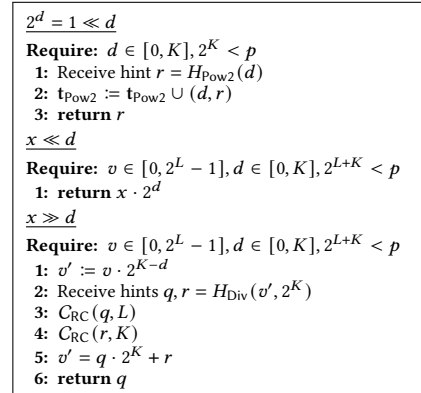 2^d = 1 ≪ d
Require: d ∈ [0, K], 2^K < p
1: Receive hint r = H_Pow2(d)
2: t_Pow2 := t_Pow2 ∪ (d, r)
3: return r
x ≪ d
Require: v ∈ [0, 2^L − 1], d ∈ [0, K], 2^{L+K} < p
1: return x · 2^d
x ≫ d
Require: v ∈ [0, 2^L − 1], d ∈ [0, K], 2^{L+K} < p
1: v′ := v · 2^{K−d}
2: Receive hints q, r = H_Div(v′, 2^K)
3: C_RC(q, L)
4: C_RC(r, K)
5: v′ = q · 2^K + r
6: return q